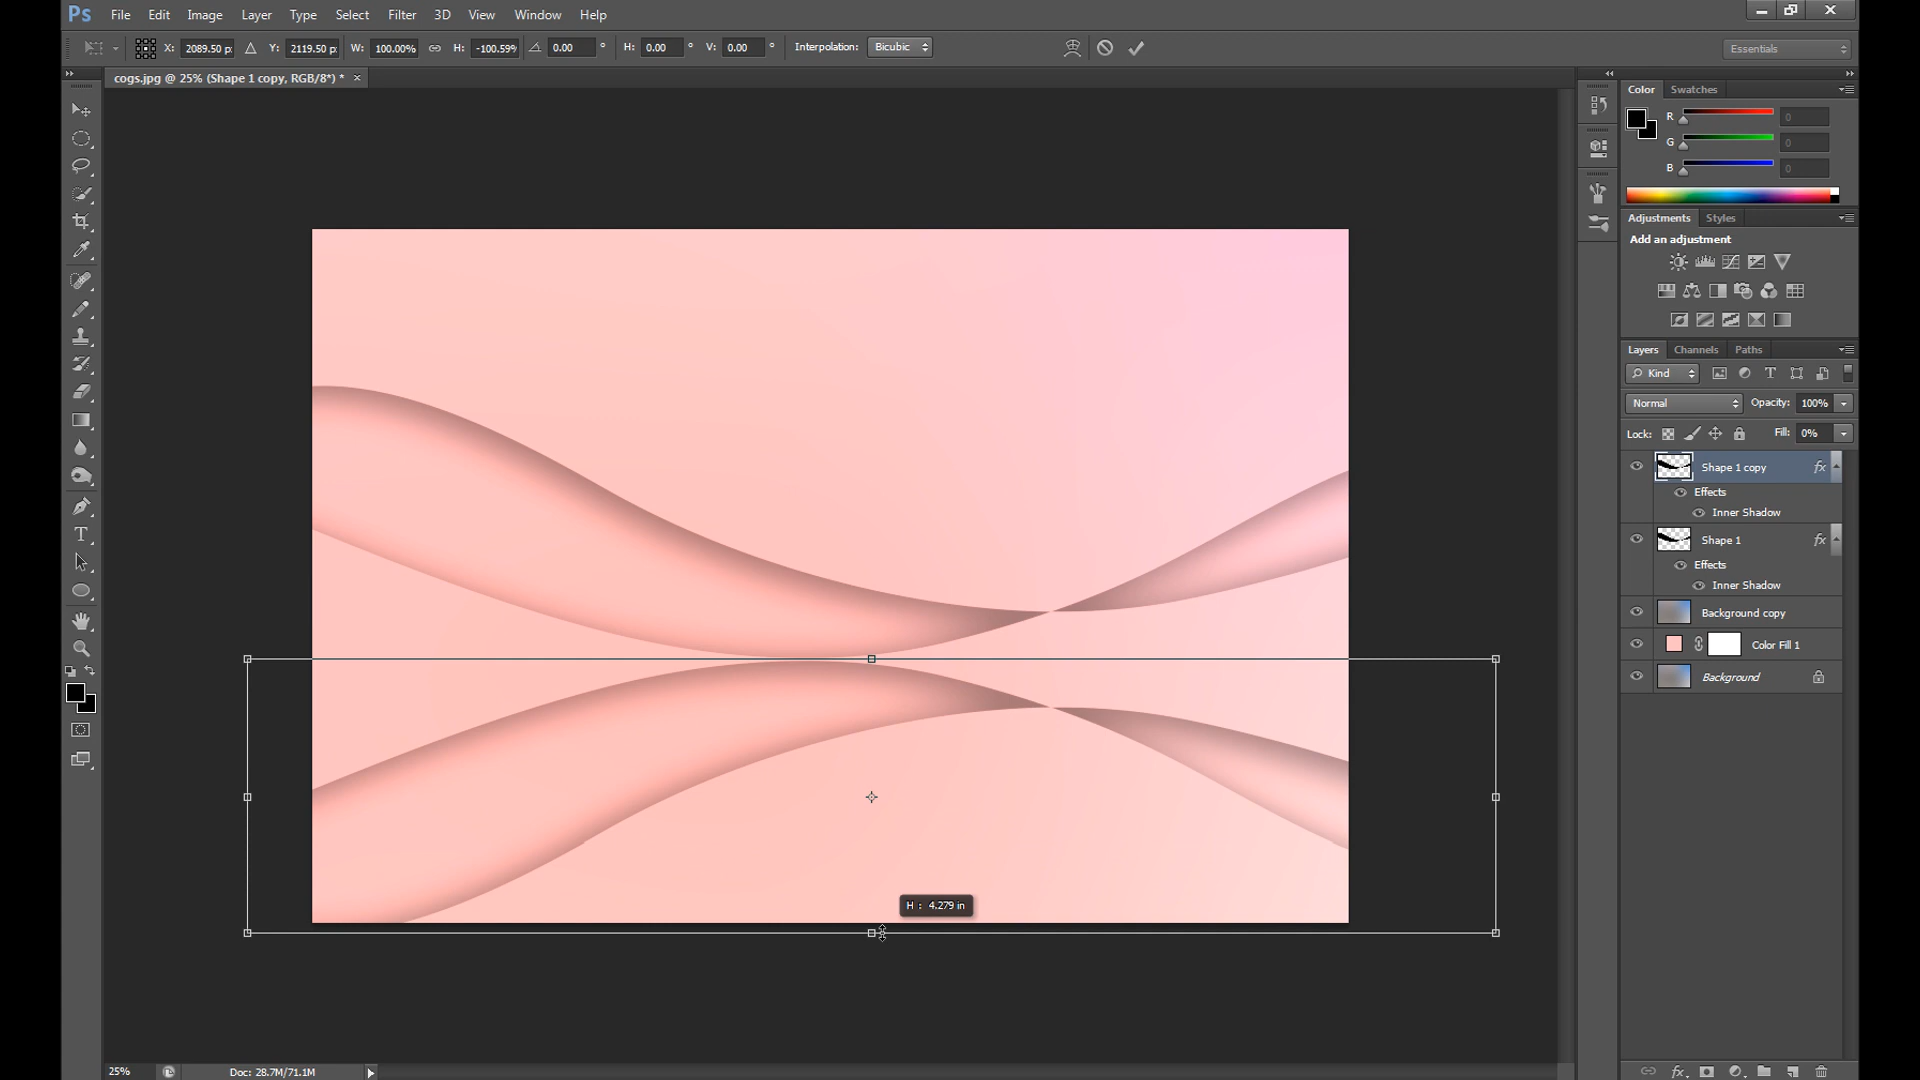 Ps File Edit Image Layer Type Select Filter 3D View Window Help
X: 2089.50 p: Y: 2119.50 px W: 100.00% H: -100.59% 0.00 ° H: 0.00 ° V: 0.00 ° Interpolation: Bicubic Essentials
cogs.jpg @ 25% (Shape 1 copy, RGB/8*) * ×
Color Swatches
R 0
G 0
B 0
Adjustments Styles
Add an adjustment
Layers Channels Paths
Kind
Normal Opacity: 100%
Lock: Fill: 0%
Shape 1 copy fx
Effects
Inner Shadow
Shape 1 fx
Effects
Inner Shadow
Background copy
Color Fill 1
Background
H : 4.279 in
25% Doc: 28.7M/71.1M